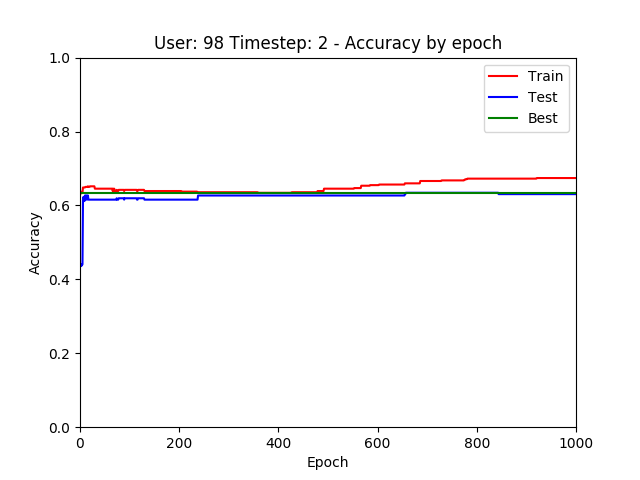 User: 98 Timestep: 2 - Accuracy by epoch
1.0
0.8
0.6
0.4
0.2
0.0
Accuracy
0 200 400 600 800 1000
Epoch
Train
Test
Best